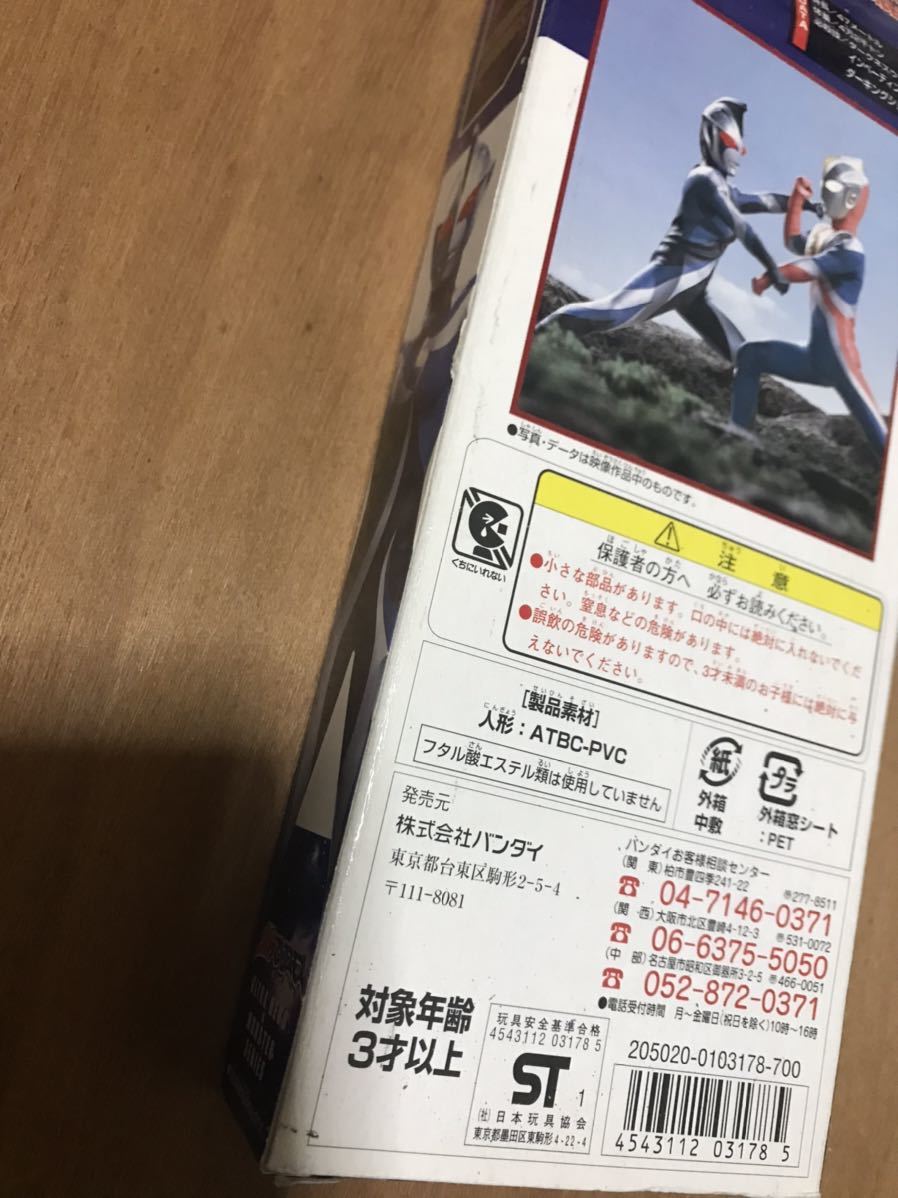 ●写真・データは映像作品中のものです。
くちにいれない
注意
保護者の方へ 必ずお読みください。
●小さな部品があります。口の中には絶対に入れないでくだ
さい。窒息などの危険があります。
●誤飲の危険がありますので、3才未満のお子様には絶対に与
えないでください。
[製品素材]
人形：ATBC-PVC
フタル酸エステル類は使用していません
紙
外箱
中敷
プラ
外箱窓シート
：PET
発売元
株式会社バンダイ
東京都台東区駒形2-5-4
〒111-8081
バンダイお客様相談センター
(関 東) 柏市豊四季241-22 〒277-8511
04-7146-0371
(関 西) 大阪市北区豊崎4-12-3 〒531-0072
06-6375-5050
(中 部) 名古屋市昭和区御器所3-2-5 〒466-0051
052-872-0371
●電話受付時間 月〜金曜日(祝日を除く)10時〜16時
対象年齢
3才以上
玩具安全基準合格
4543112 03178 5
ST 1
(社)日本玩具協会
東京都墨田区東駒形4-22-4
205020-0103178-700
4543112 031785